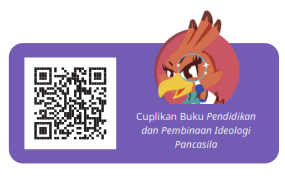 Cuplikan Buku Pendidikan
dan Pembinaan Ideologi
Pancasila